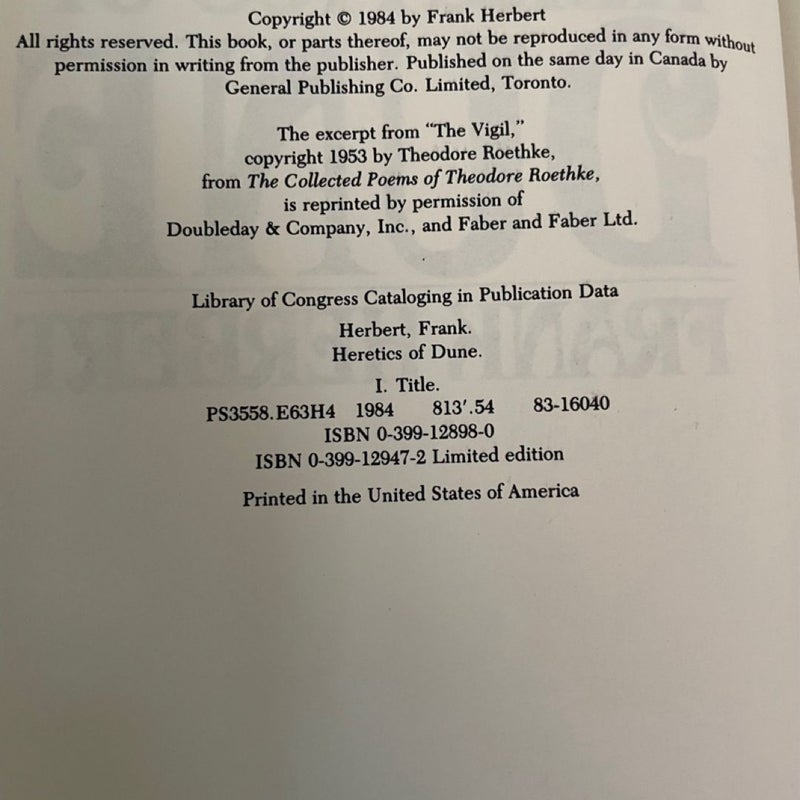 Copyright © 1984 by Frank Herbert
All rights reserved. This book, or parts thereof, may not be reproduced in any form without
permission in writing from the publisher. Published on the same day in Canada by
General Publishing Co. Limited, Toronto.
The excerpt from “The Vigil,”
copyright 1953 by Theodore Roethke,
from The Collected Poems of Theodore Roethke,
is reprinted by permission of
Doubleday & Company, Inc., and Faber and Faber Ltd.
Library of Congress Cataloging in Publication Data
Herbert, Frank.
Heretics of Dune.
I. Title.
PS3558.E63H4 1984 813′.54 83-16040
ISBN 0-399-12898-0
ISBN 0-399-12947-2 Limited edition
Printed in the United States of America